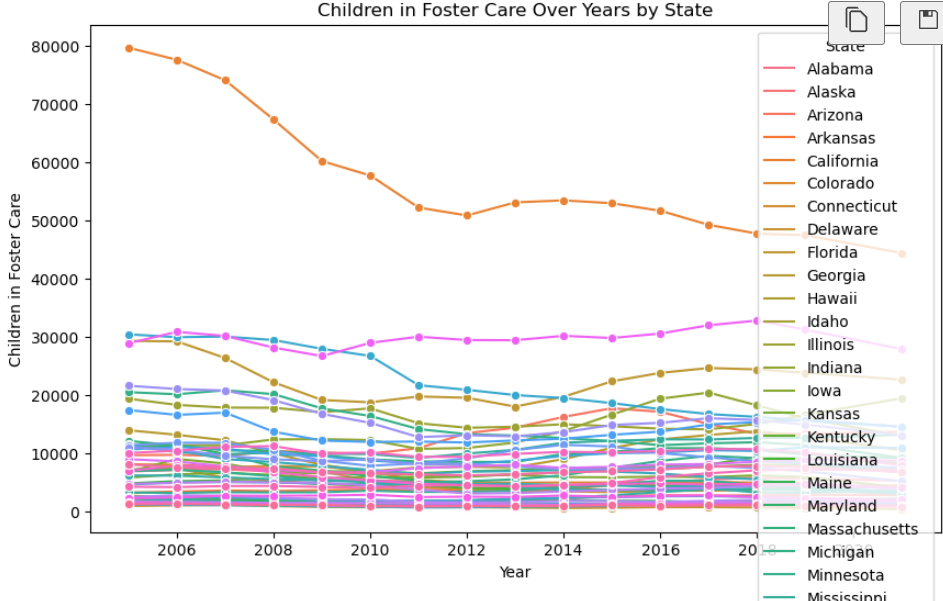 Children in Foster Care Over Years by State
80000
70000
60000
50000
40000
30000
20000
10000
0
Children in Foster Care
2006
2008
2010
2012
2014
2016
2018
2020
Year
State
Alabama
Alaska
Arizona
Arkansas
California
Colorado
Connecticut
Delaware
Florida
Georgia
Hawaii
Idaho
Illinois
Indiana
Iowa
Kansas
Kentucky
Louisiana
Maine
Maryland
Massachusetts
Michigan
Minnesota
Mississippi